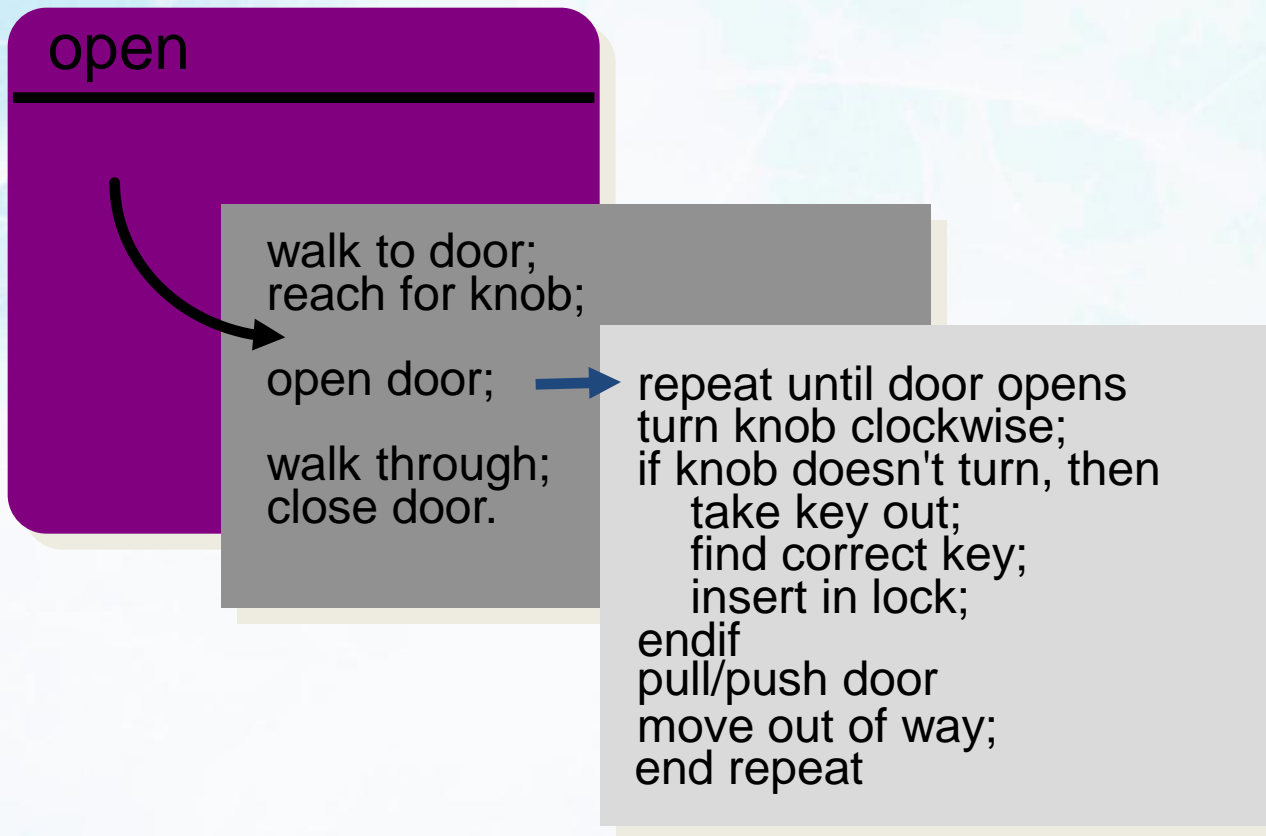 open
walk to door;
reach for knob;
open door;
walk through;
close door.
repeat until door opens
turn knob clockwise;
if knob doesn't turn, then
take key out;
find correct key;
insert in lock;
endif
pull/push door
move out of way;
end repeat